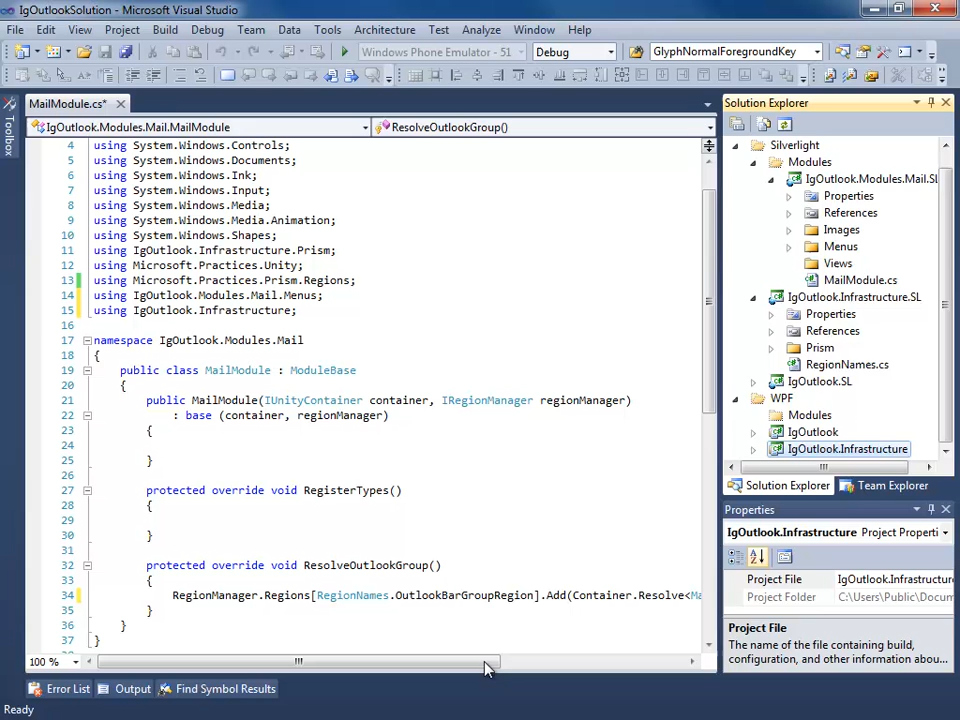 IgOutlookSolution - Microsoft Visual Studio
File Edit View Project Build Debug Team Data Tools Architecture Test Analyze Window Help
Windows Phone Emulator - 51 Debug GlyphNormalForegroundKey
Toolbox
MailModule.cs*
IgOutlook.Modules.Mail.MailModule ResolveOutlookGroup()
4 using System.Windows.Controls;
5 using System.Windows.Documents;
6 using System.Windows.Ink;
7 using System.Windows.Input;
8 using System.Windows.Media;
9 using System.Windows.Media.Animation;
10 using System.Windows.Shapes;
11 using IgOutlook.Infrastructure.Prism;
12 using Microsoft.Practices.Unity;
13 using Microsoft.Practices.Prism.Regions;
14 using IgOutlook.Modules.Mail.Menus;
15 using IgOutlook.Infrastructure;
16
17 namespace IgOutlook.Modules.Mail
18 {
19 public class MailModule : ModuleBase
20 {
21 public MailModule(IUnityContainer container, IRegionManager regionManager)
22 : base (container, regionManager)
23 {
24
25 }
26
27 protected override void RegisterTypes()
28 {
29
30 }
31
32 protected override void ResolveOutlookGroup()
33 {
34 RegionManager.Regions[RegionNames.OutlookBarGroupRegion].Add(Container.Resolve<Ma
35 }
36 }
37 }
100 %
Error List Output Find Symbol Results
Ready
Solution Explorer
Silverlight
Modules
IgOutlook.Modules.Mail.SL
Properties
References
Images
Menus
Views
MailModule.cs
IgOutlook.Infrastructure.SL
Properties
References
Prism
RegionNames.cs
IgOutlook.SL
WPF
Modules
IgOutlook
IgOutlook.Infrastructure
Solution Explorer Team Explorer
Properties
IgOutlook.Infrastructure Project Properti
Project File IgOutlook.Infrastructure
Project Folder C:\Users\Public\Docum
Project File
The name of the file containing build,
configuration, and other information abou...